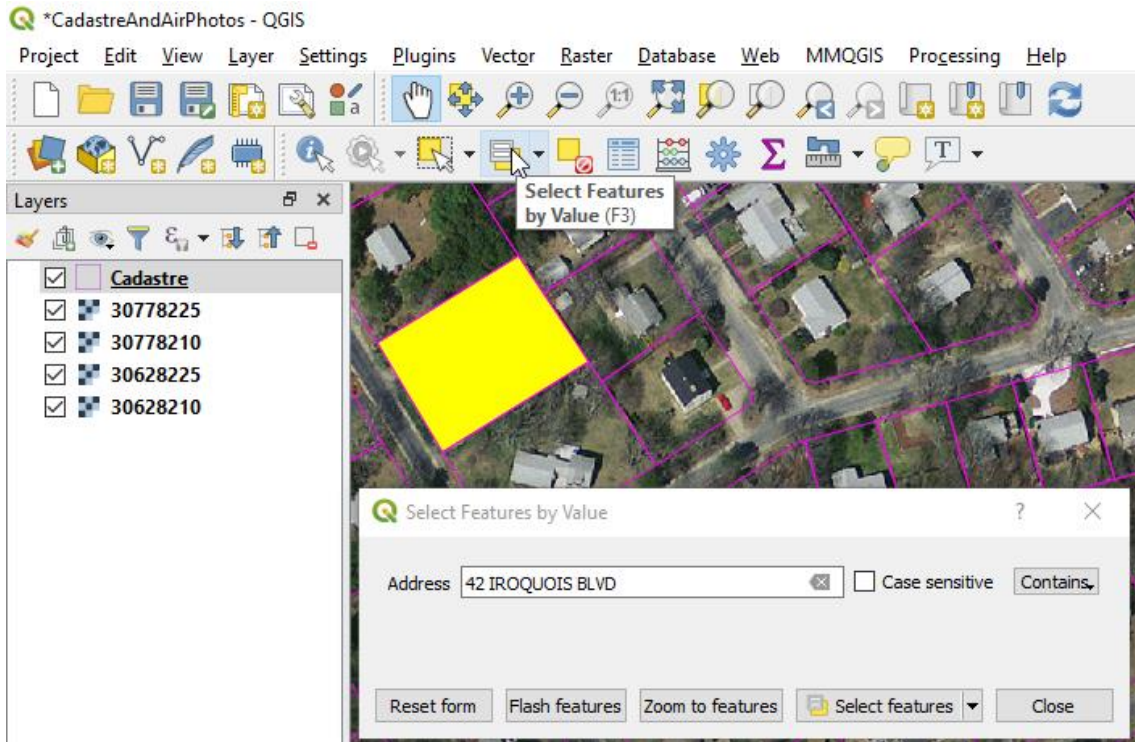 *CadastreAndAirPhotos - QGIS
Project Edit View Layer Settings Plugins Vector Raster Database Web MMQGIS Processing Help
1:1
a
T
Select Features
by Value (F3)
Layers
Cadastre
30778225
30778210
30628225
30628210
Select Features by Value
Address 42 IROQUOIS BLVD Case sensitive Contains
Reset form Flash features Zoom to features Select features Close